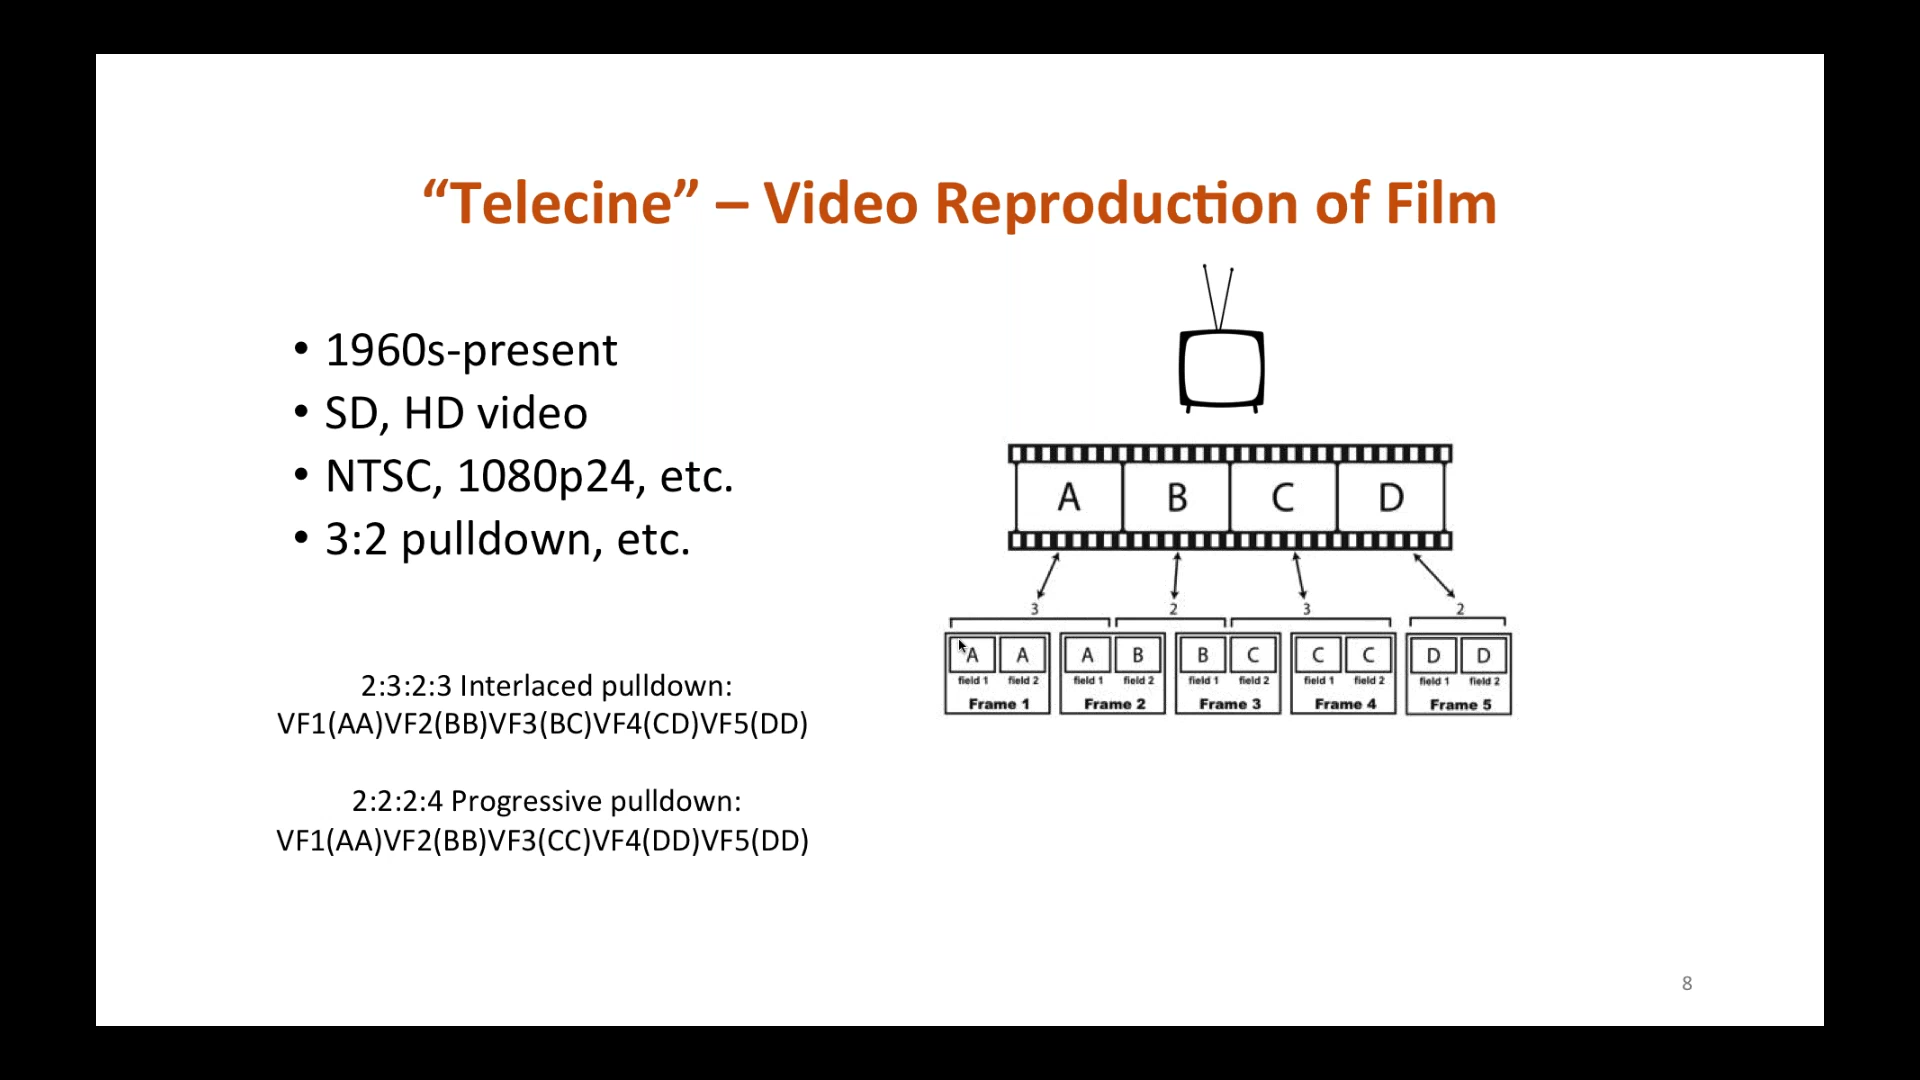 “Telecine” – Video Reproduction of Film
• 1960s-present
• SD, HD video
• NTSC, 1080p24, etc.
• 3:2 pulldown, etc.
2:3:2:3 Interlaced pulldown:
VF1(AA)VF2(BB)VF3(BC)VF4(CD)VF5(DD)
2:2:2:4 Progressive pulldown:
VF1(AA)VF2(BB)VF3(CC)VF4(DD)VF5(DD)
A B C D
3 2 3 2
A A A B B C C C D D
field 1 field 2 field 1 field 2 field 1 field 2 field 1 field 2 field 1 field 2
Frame 1 Frame 2 Frame 3 Frame 4 Frame 5
8